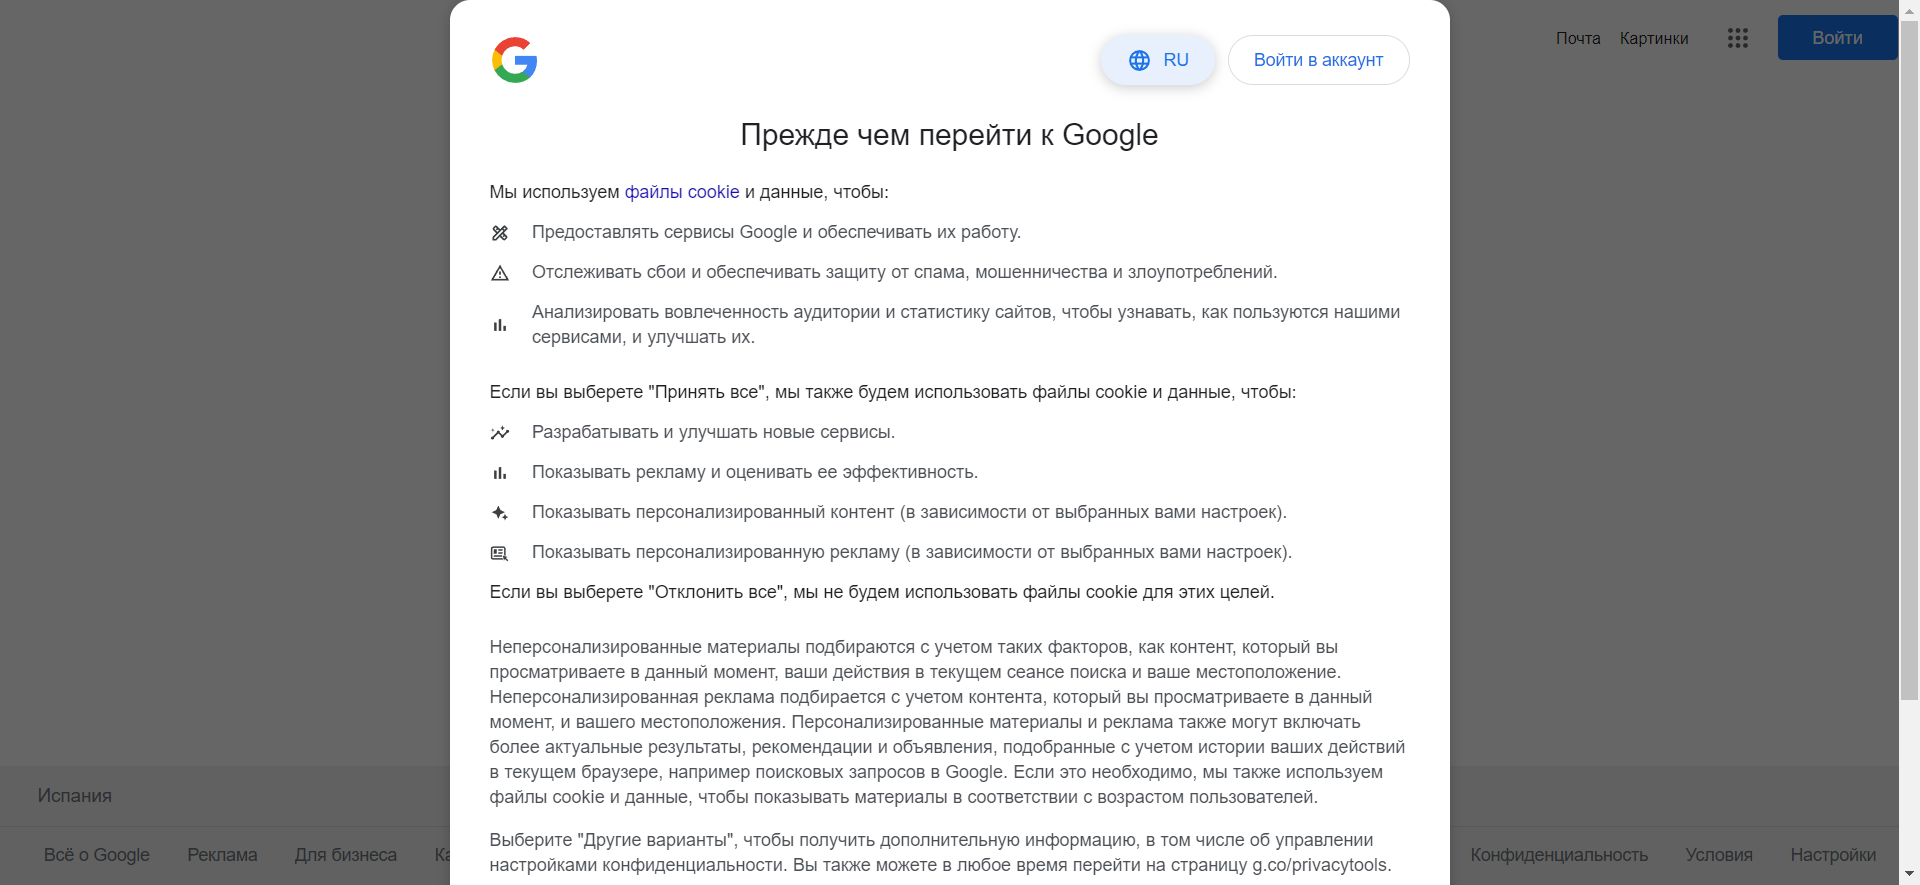 Почта Картинки Войти
RU Войти в аккаунт
Прежде чем перейти к Google
Мы используем файлы cookie и данные, чтобы:
Предоставлять сервисы Google и обеспечивать их работу.
Отслеживать сбои и обеспечивать защиту от спама, мошенничества и злоупотреблений.
Анализировать вовлеченность аудитории и статистику сайтов, чтобы узнавать, как пользуются нашими
сервисами, и улучшать их.
Если вы выберете "Принять все", мы также будем использовать файлы cookie и данные, чтобы:
Разрабатывать и улучшать новые сервисы.
Показывать рекламу и оценивать ее эффективность.
Показывать персонализированный контент (в зависимости от выбранных вами настроек).
Показывать персонализированную рекламу (в зависимости от выбранных вами настроек).
Если вы выберете "Отклонить все", мы не будем использовать файлы cookie для этих целей.
Неперсонализированные материалы подбираются с учетом таких факторов, как контент, который вы
просматриваете в данный момент, ваши действия в текущем сеансе поиска и ваше местоположение.
Неперсонализированная реклама подбирается с учетом контента, который вы просматриваете в данный
момент, и вашего местоположения. Персонализированные материалы и реклама также могут включать
более актуальные результаты, рекомендации и объявления, подобранные с учетом истории ваших действий
в текущем браузере, например поисковых запросов в Google. Если это необходимо, мы также используем
файлы cookie и данные, чтобы показывать материалы в соответствии с возрастом пользователей.
Выберите "Другие варианты", чтобы получить дополнительную информацию, в том числе об управлении
настройками конфиденциальности. Вы также можете в любое время перейти на страницу g.co/privacytools.
Испания
Всё о Google Реклама Для бизнеса Конфиденциальность Условия Настройки